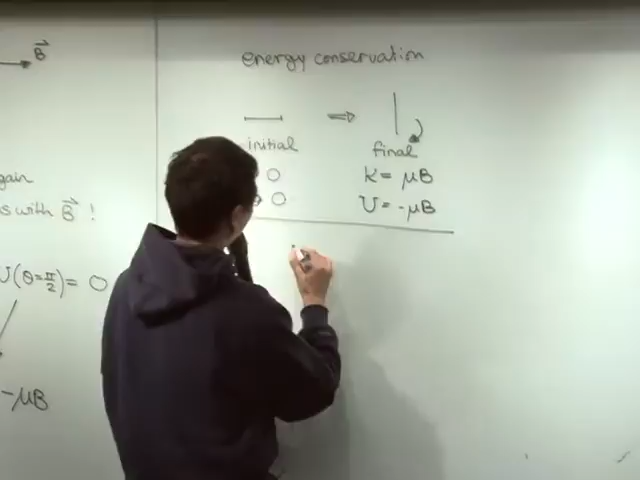 B⃗
gain
s with B⃗ !
U(θ=π/2)= 0
-μB
energy conservation
⇒
initial
final
0
K = μB
0
U = -μB